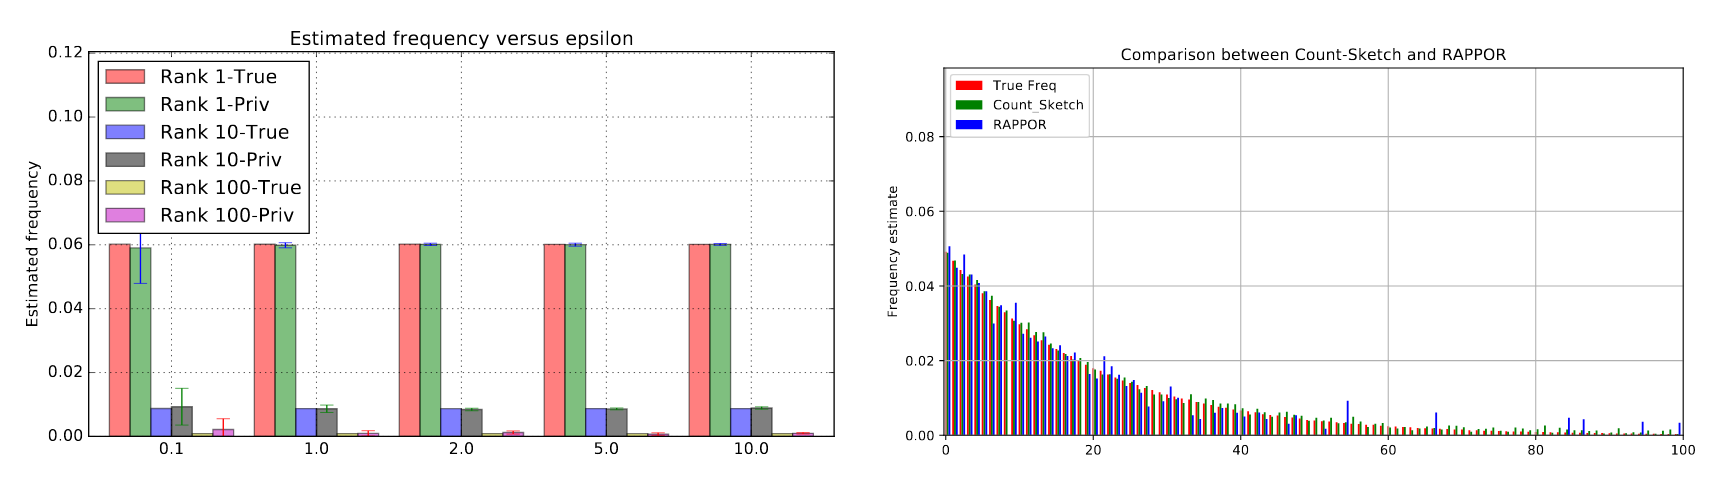 Estimated frequency versus epsilon
0.12
0.10
0.08
0.06
0.04
0.02
0.00
Estimated frequency
Rank 1-True
Rank 1-Priv
Rank 10-True
Rank 10-Priv
Rank 100-True
Rank 100-Priv
0.1
1.0
2.0
5.0
10.0
Comparison between Count-Sketch and RAPPOR
True Freq
Count_Sketch
RAPPOR
0.08
0.06
0.04
0.02
0.00
Frequency estimate
0
20
40
60
80
100